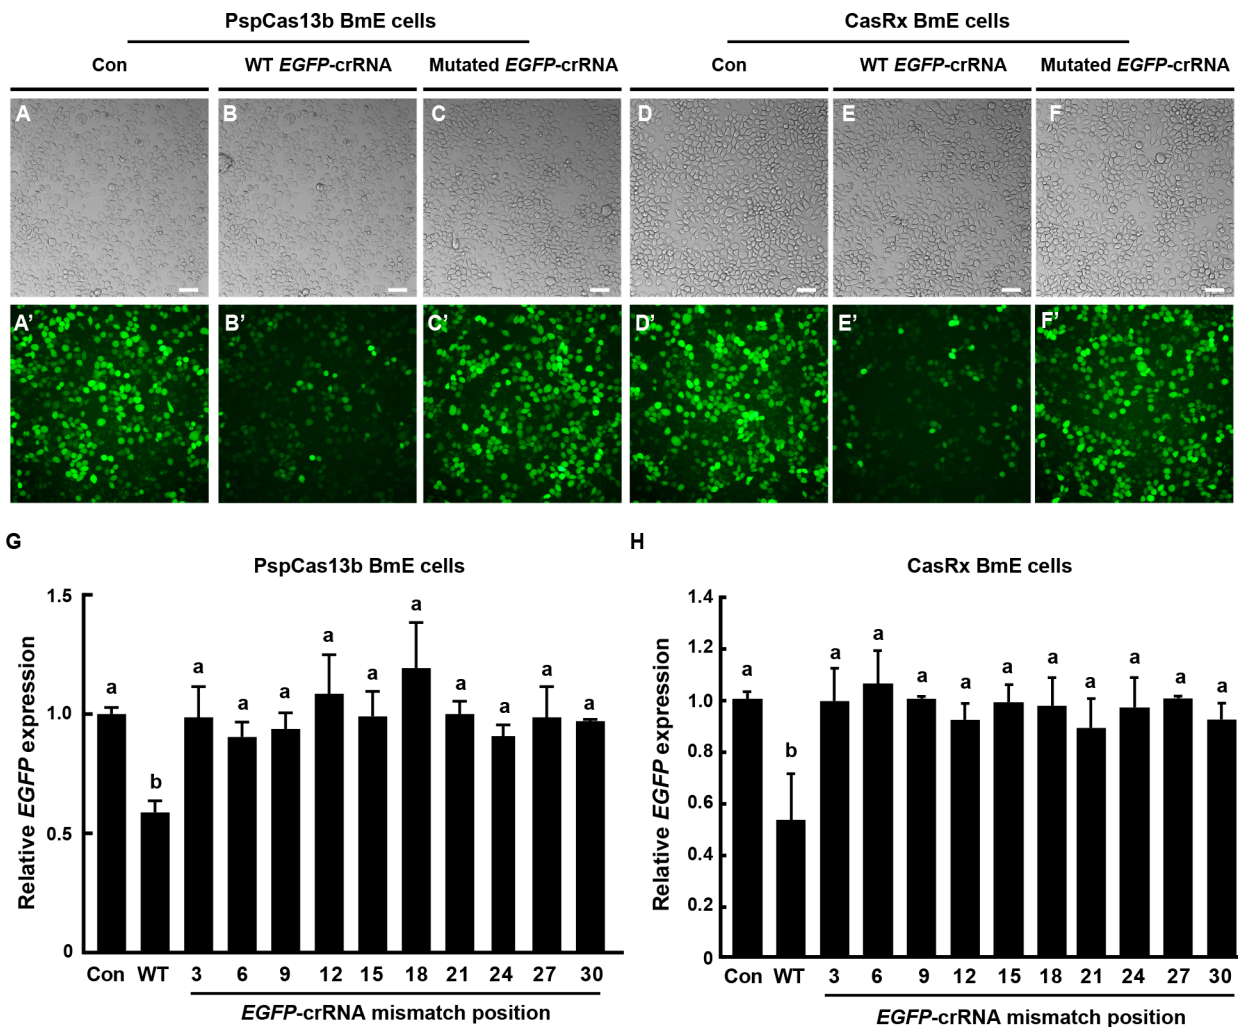 PspCas13b BmE cells
CasRx BmE cells
Con
WT EGFP-crRNA
Mutated EGFP-crRNA
Con
WT EGFP-crRNA
Mutated EGFP-crRNA
A
B
C
D
E
F
A’
B’
C’
D’
E’
F’
G
PspCas13b BmE cells
Relative EGFP expression
1.5
1.0
0.5
0
a
b
a
a
a
a
a
a
a
a
a
a
Con WT 3 6 9 12 15 18 21 24 27 30
EGFP-crRNA mismatch position
H
CasRx BmE cells
Relative EGFP expression
1.4
1.2
1.0
0.8
0.6
0.4
0.2
0
a
b
a
a
a
a
a
a
a
a
a
a
Con WT 3 6 9 12 15 18 21 24 27 30
EGFP-crRNA mismatch position